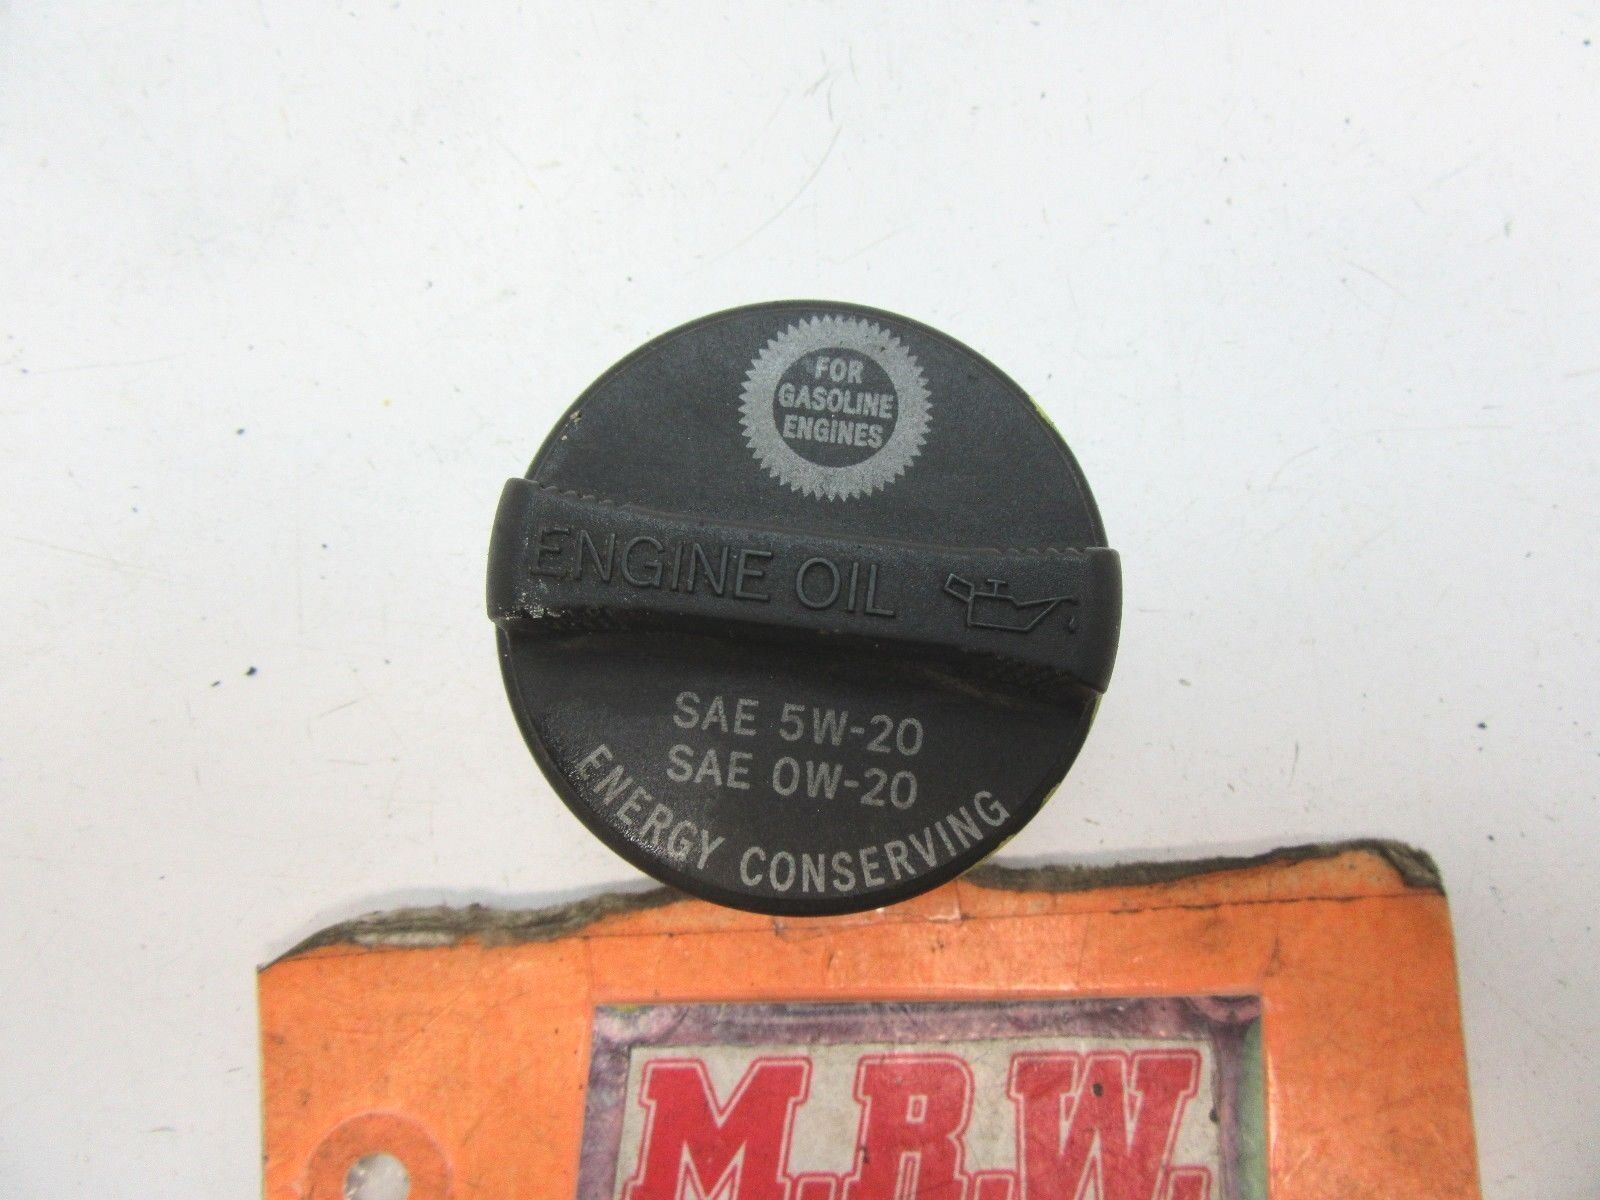 FOR
GASOLINE
ENGINES
ENGINE OIL
SAE 5W-20
SAE 0W-20
ENERGY CONSERVING
M.R.W.